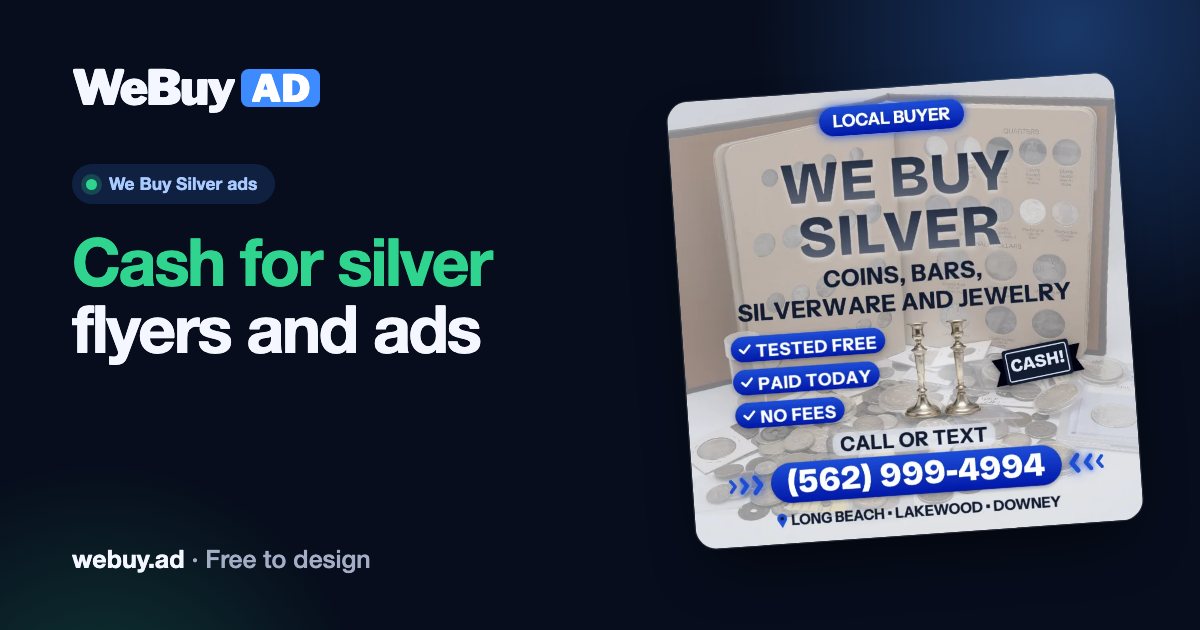 WeBuy AD
We Buy Silver ads
Cash for silver
flyers and ads
webuy.ad · Free to design
LOCAL BUYER
QUARTERS
WE BUY
SILVER
COINS, BARS,
SILVERWARE AND JEWELRY
✓ TESTED FREE
✓ PAID TODAY
✓ NO FEES
CASH!
CALL OR TEXT
(562) 999-4994
LONG BEACH • LAKEWOOD • DOWNEY